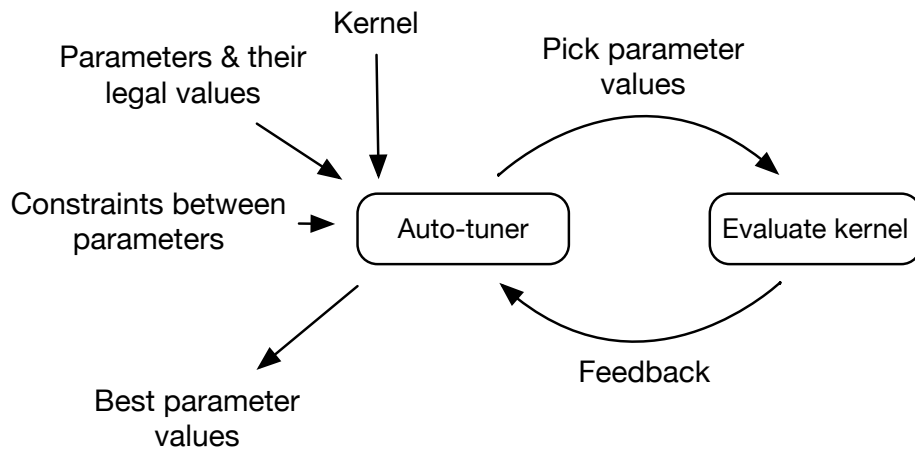 Kernel
Parameters & their
legal values
Pick parameter
values
Constraints between
parameters
Auto-tuner
Evaluate kernel
Feedback
Best parameter
values